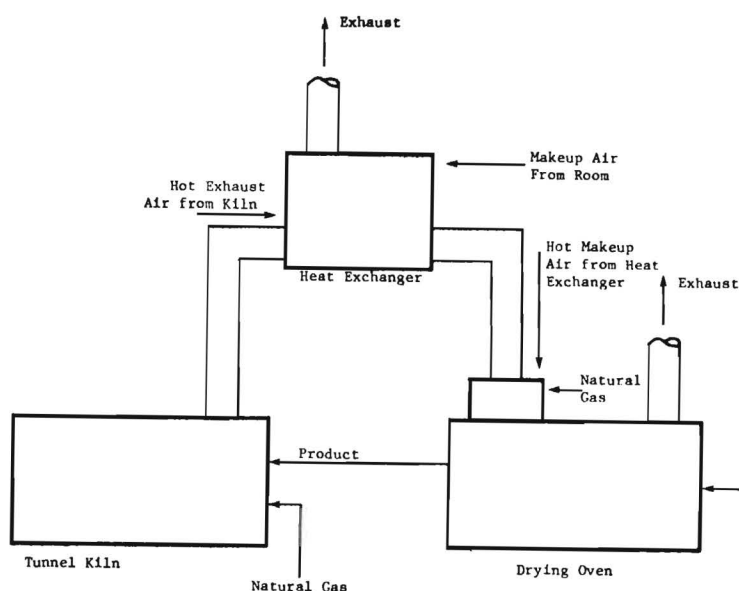 Exhaust
Makeup Air
From Room
Hot Exhaust
Air from Kiln
Hot Makeup
Air from Heat
Exchanger
Heat Exchanger
Exhaust
Natural
Gas
Product
Tunnel Kiln
Natural Gas
Drying Oven